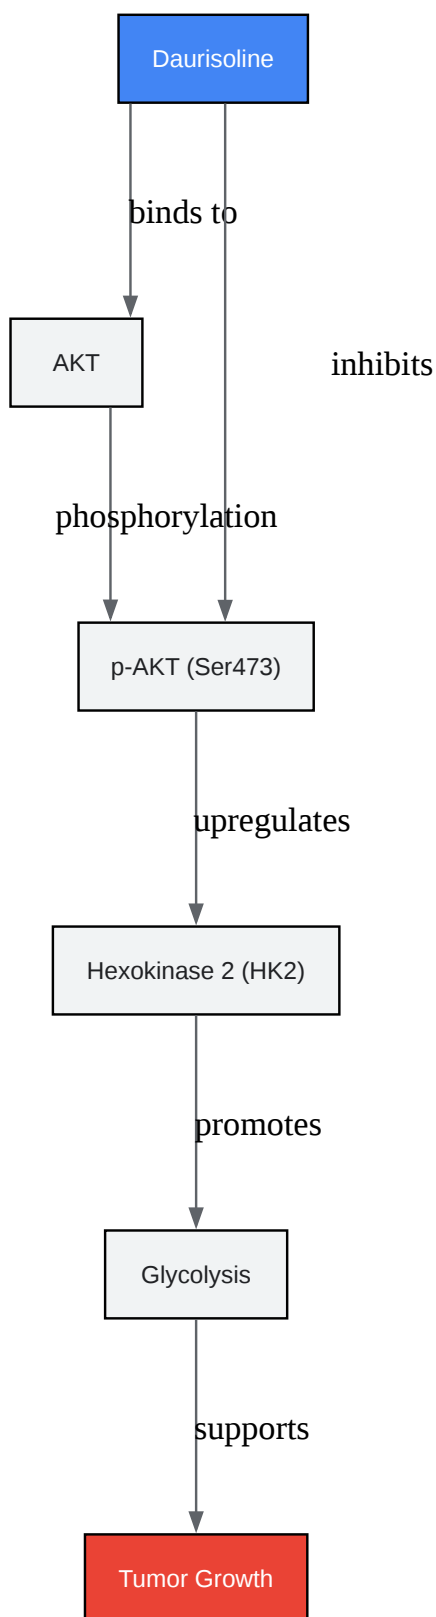 Daurisoline
binds to
AKT
inhibits
phosphorylation
p-AKT (Ser473)
upregulates
Hexokinase 2 (HK2)
promotes
Glycolysis
supports
Tumor Growth